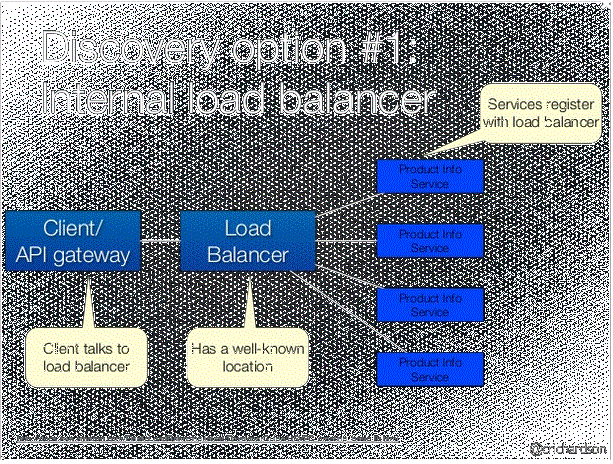 Discovery option #1:
Internal load balancer
Services register
with load balancer
Product Info
Service
Client/
API gateway
Load
Balancer
Product Info
Service
Product Info
Service
Client talks to
load balancer
Has a well-known
location
Product Info
Service
@crichardson